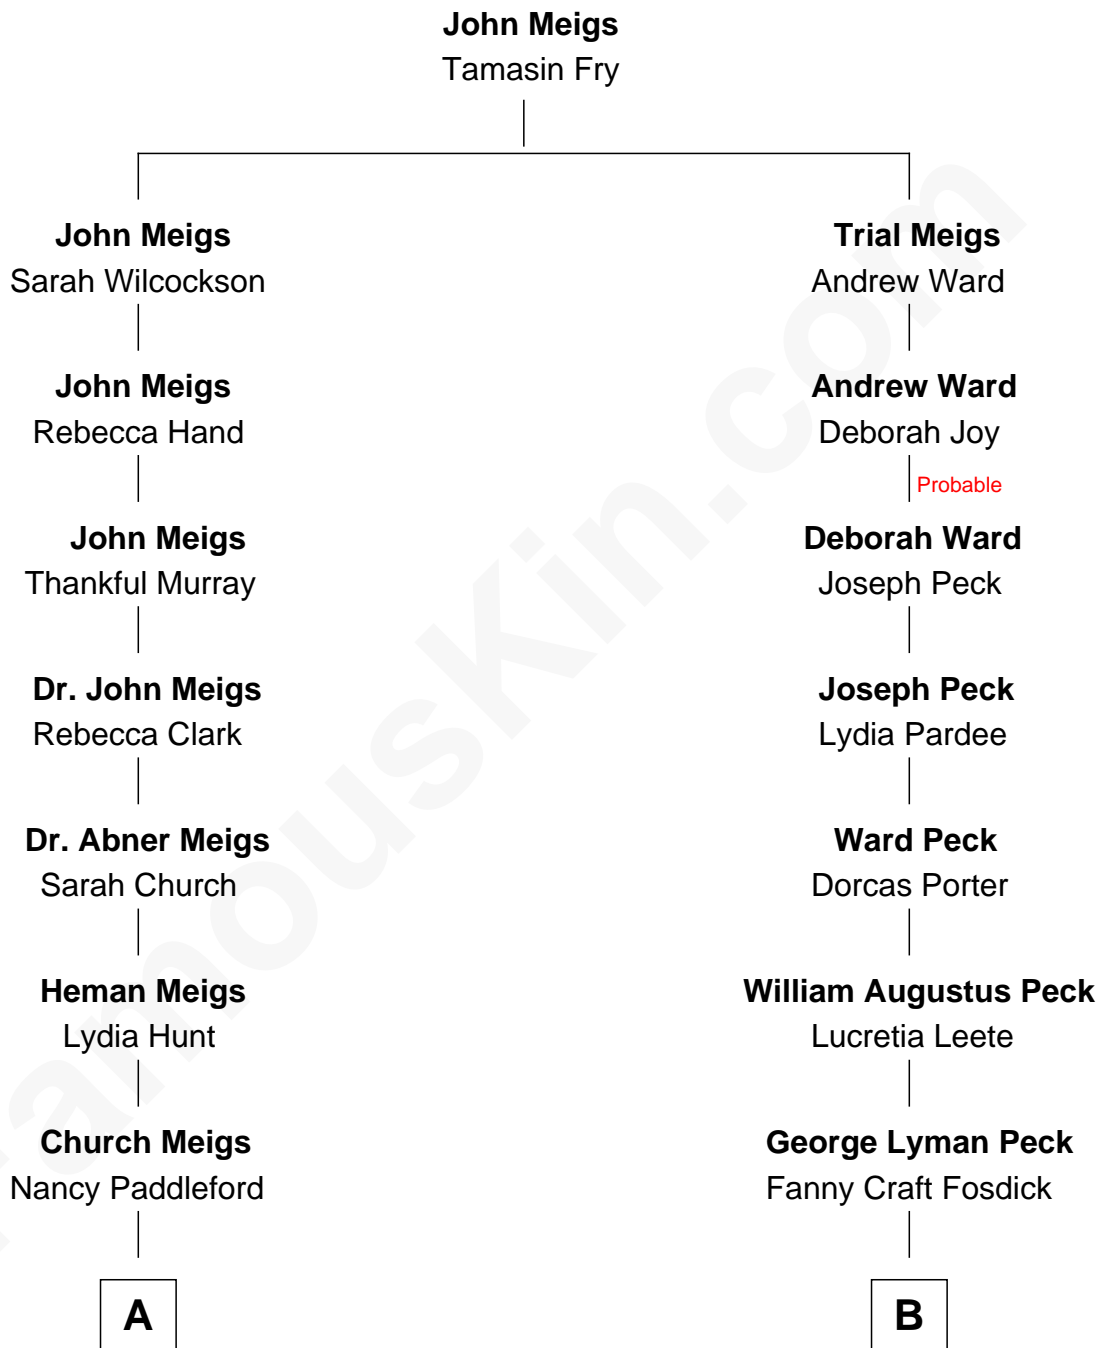 John Meigs
Tamasin Fry
John Meigs
Sarah Wilcockson
Trial Meigs
Andrew Ward
John Meigs
Rebecca Hand
Andrew Ward
Deborah Joy
Probable
John Meigs
Thankful Murray
Deborah Ward
Joseph Peck
Dr. John Meigs
Rebecca Clark
Joseph Peck
Lydia Pardee
Dr. Abner Meigs
Sarah Church
Ward Peck
Dorcas Porter
Heman Meigs
Lydia Hunt
William Augustus Peck
Lucretia Leete
Church Meigs
Nancy Paddleford
George Lyman Peck
Fanny Craft Fosdick
A
B
FamousKin.com